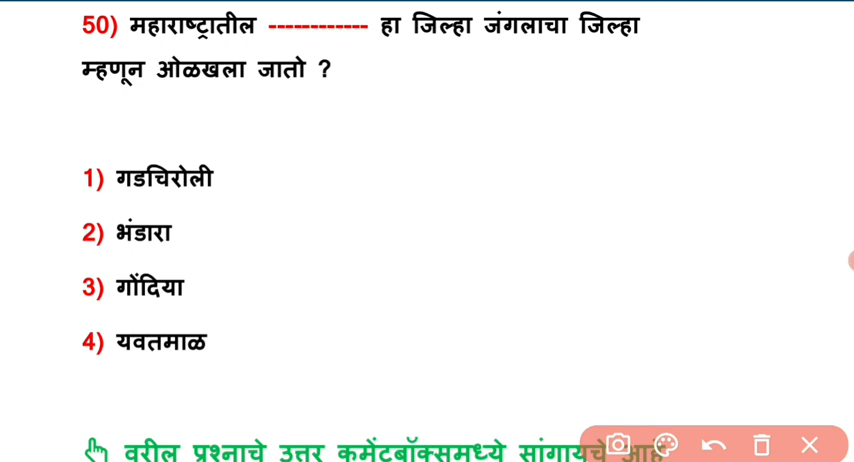 50) महाराष्ट्रातील ------------ हा जिल्हा जंगलाचा जिल्हा
म्हणून ओळखला जातो ?
1) गडचिरोली
2) भंडारा
3) गोंदिया
4) यवतमाळ
वरील प्रश्नाचे उत्तर कमेंटबॉक्समध्ये सांगायचे आहे